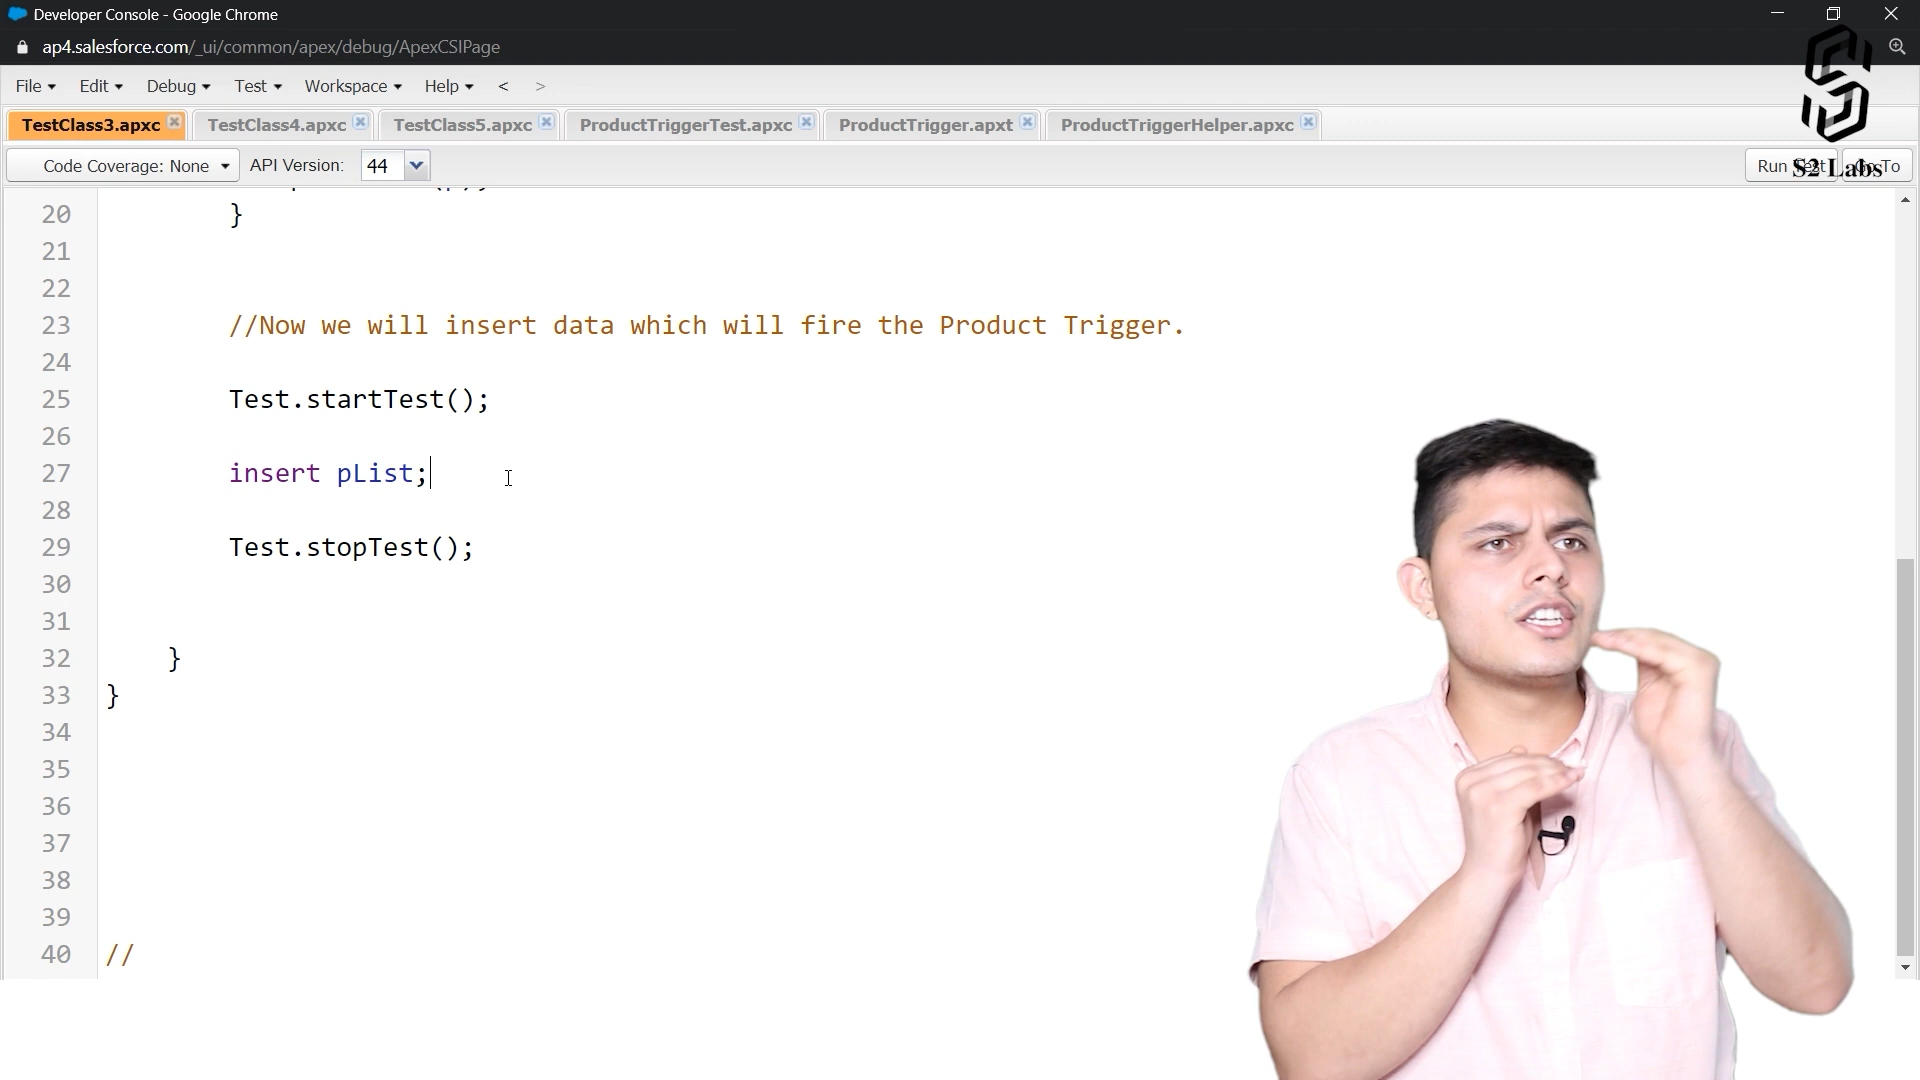 Developer Console - Google Chrome
ap4.salesforce.com/_ui/common/apex/debug/ApexCSIPage
File Edit Debug Test Workspace Help < >
TestClass3.apxc TestClass4.apxc TestClass5.apxc ProductTriggerTest.apxc ProductTrigger.apxt ProductTriggerHelper.apxc
Code Coverage: None API Version: 44 Run Test Go To
S2 Labs
20 }
21
22
23 //Now we will insert data which will fire the Product Trigger.
24
25 Test.startTest();
26
27 insert pList;
28
29 Test.stopTest();
30
31
32 }
33 }
34
35
36
37
38
39
40 //